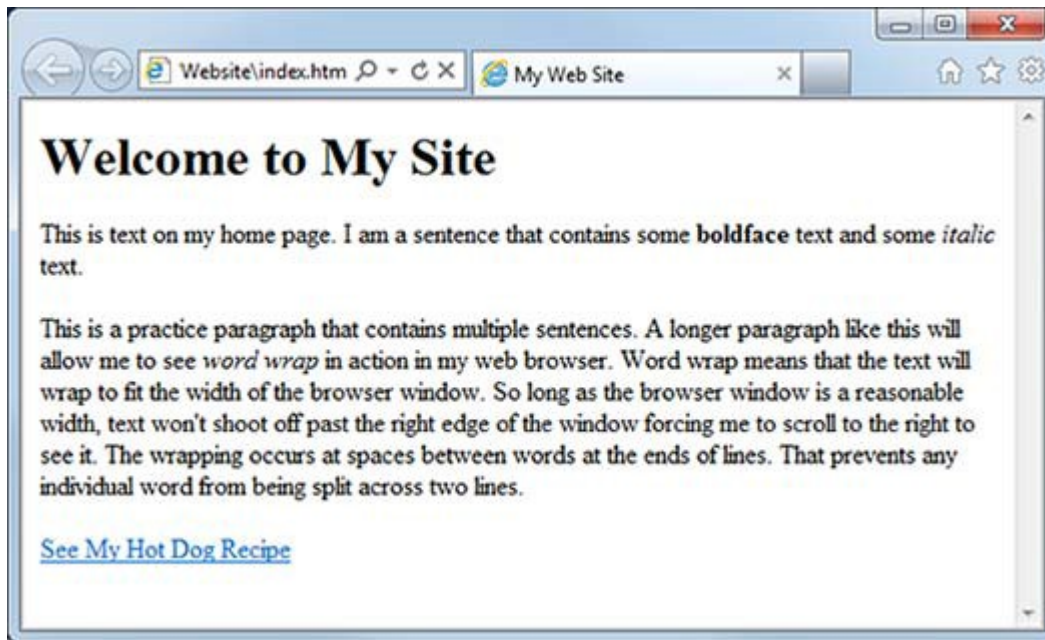 Website\index.htm
My Web Site
Welcome to My Site
This is text on my home page. I am a sentence that contains some boldface text and some italic
text.
This is a practice paragraph that contains multiple sentences. A longer paragraph like this will
allow me to see word wrap in action in my web browser. Word wrap means that the text will
wrap to fit the width of the browser window. So long as the browser window is a reasonable
width, text won't shoot off past the right edge of the window forcing me to scroll to the right to
see it. The wrapping occurs at spaces between words at the ends of lines. That prevents any
individual word from being split across two lines.
See My Hot Dog Recipe